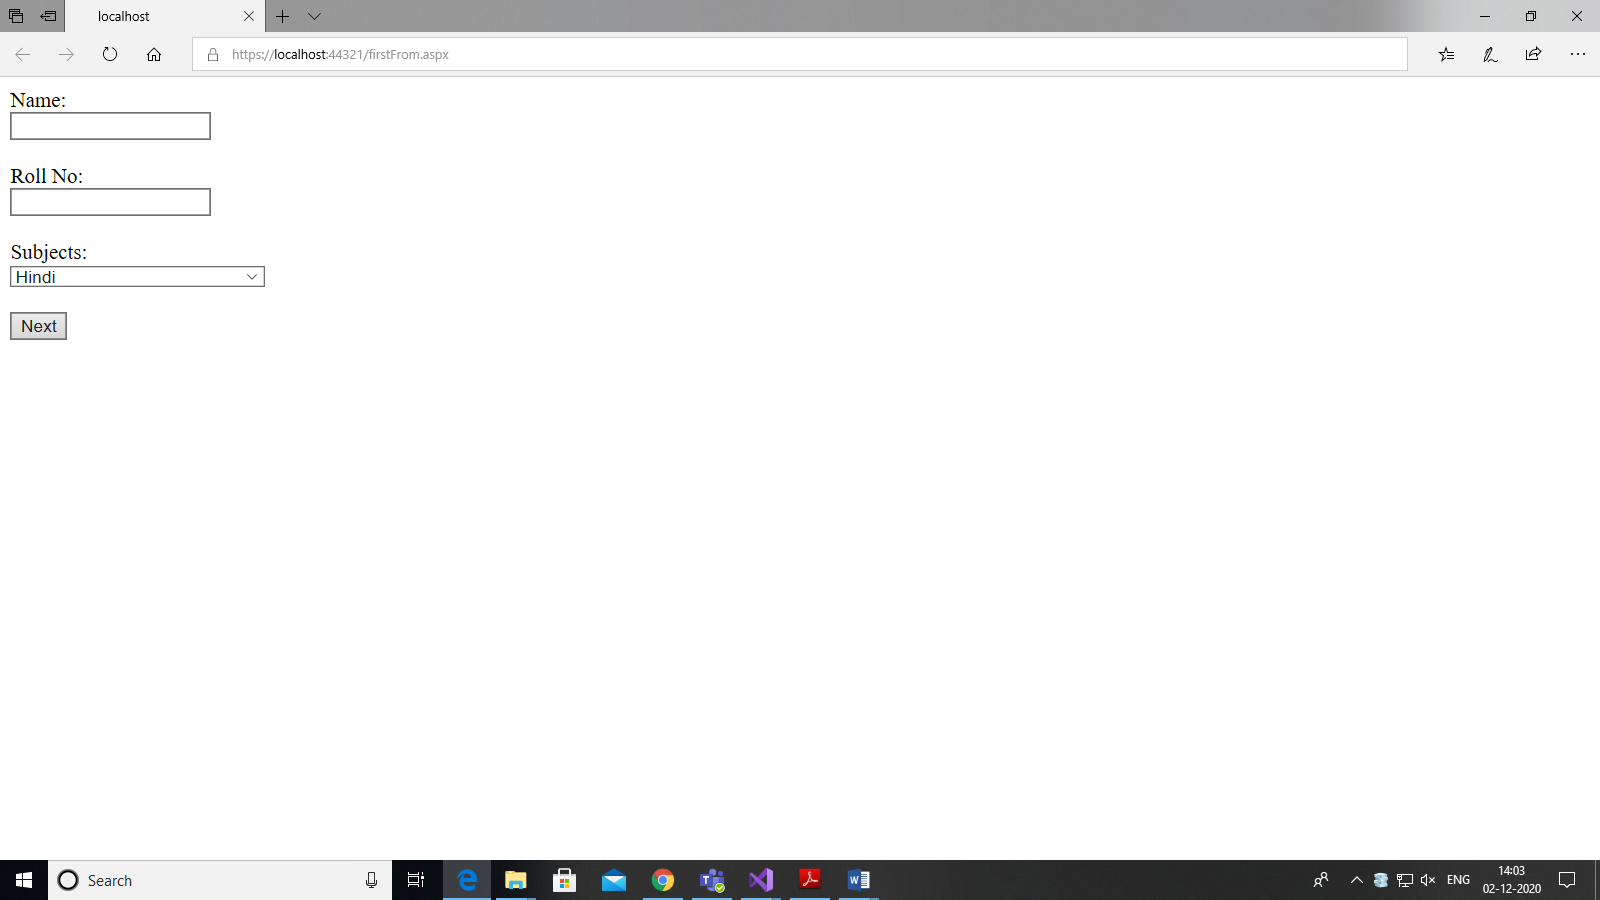 localhost
https://localhost:44321/firstFrom.aspx
Name:
Roll No:
Subjects:
Hindi
Next
Search
ENG
14:03
02-12-2020